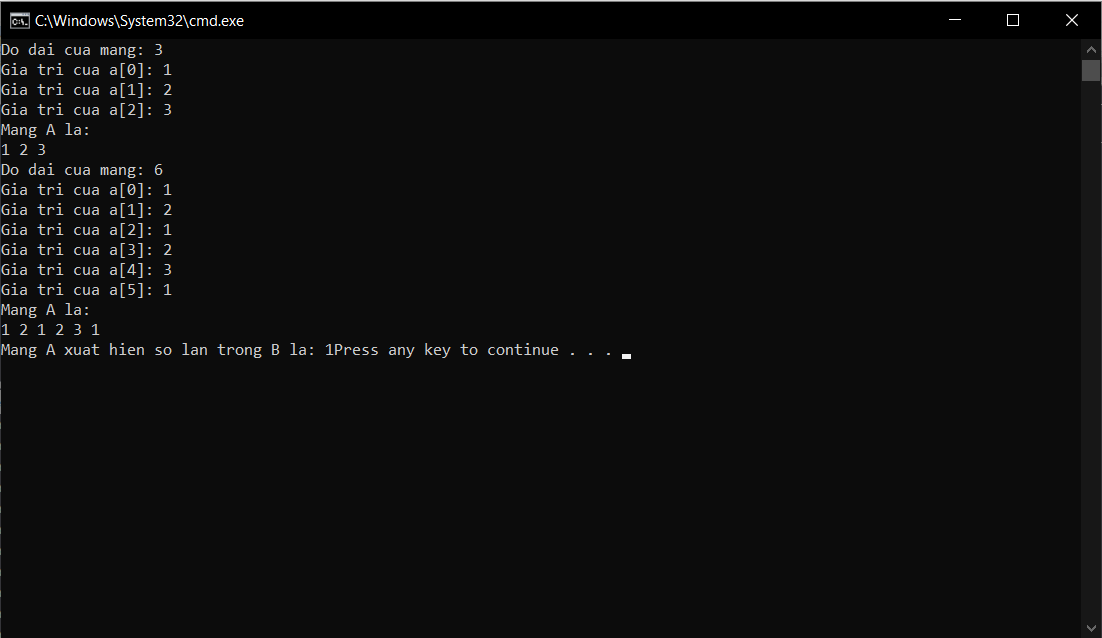 C:\Windows\System32\cmd.exe
Do dai cua mang: 3
Gia tri cua a[0]: 1
Gia tri cua a[1]: 2
Gia tri cua a[2]: 3
Mang A la:
1 2 3
Do dai cua mang: 6
Gia tri cua a[0]: 1
Gia tri cua a[1]: 2
Gia tri cua a[2]: 1
Gia tri cua a[3]: 2
Gia tri cua a[4]: 3
Gia tri cua a[5]: 1
Mang A la:
1 2 1 2 3 1
Mang A xuat hien so lan trong B la: 1Press any key to continue . . .